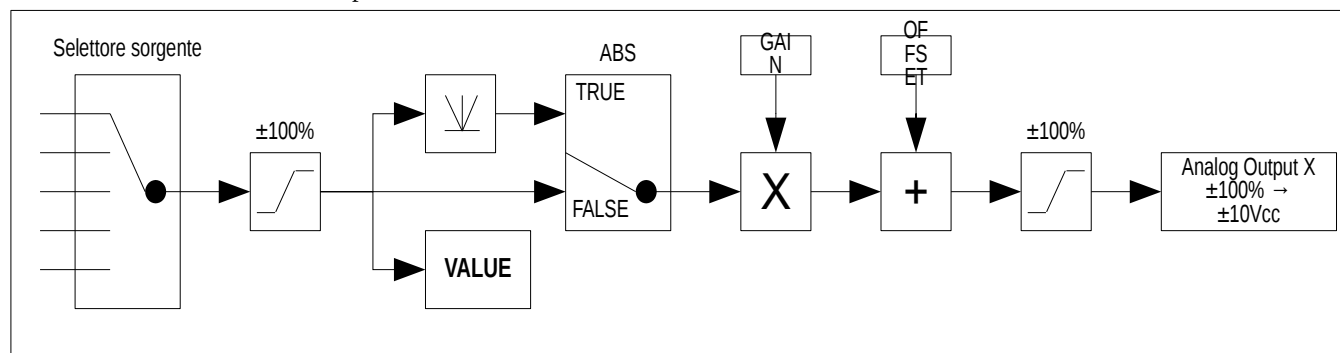 Selettore sorgente
±100%
VALUE
ABS
TRUE
FALSE
GAI
N
X
OF
FS
ET
+
±100%
Analog Output X
±100% →
±10Vcc